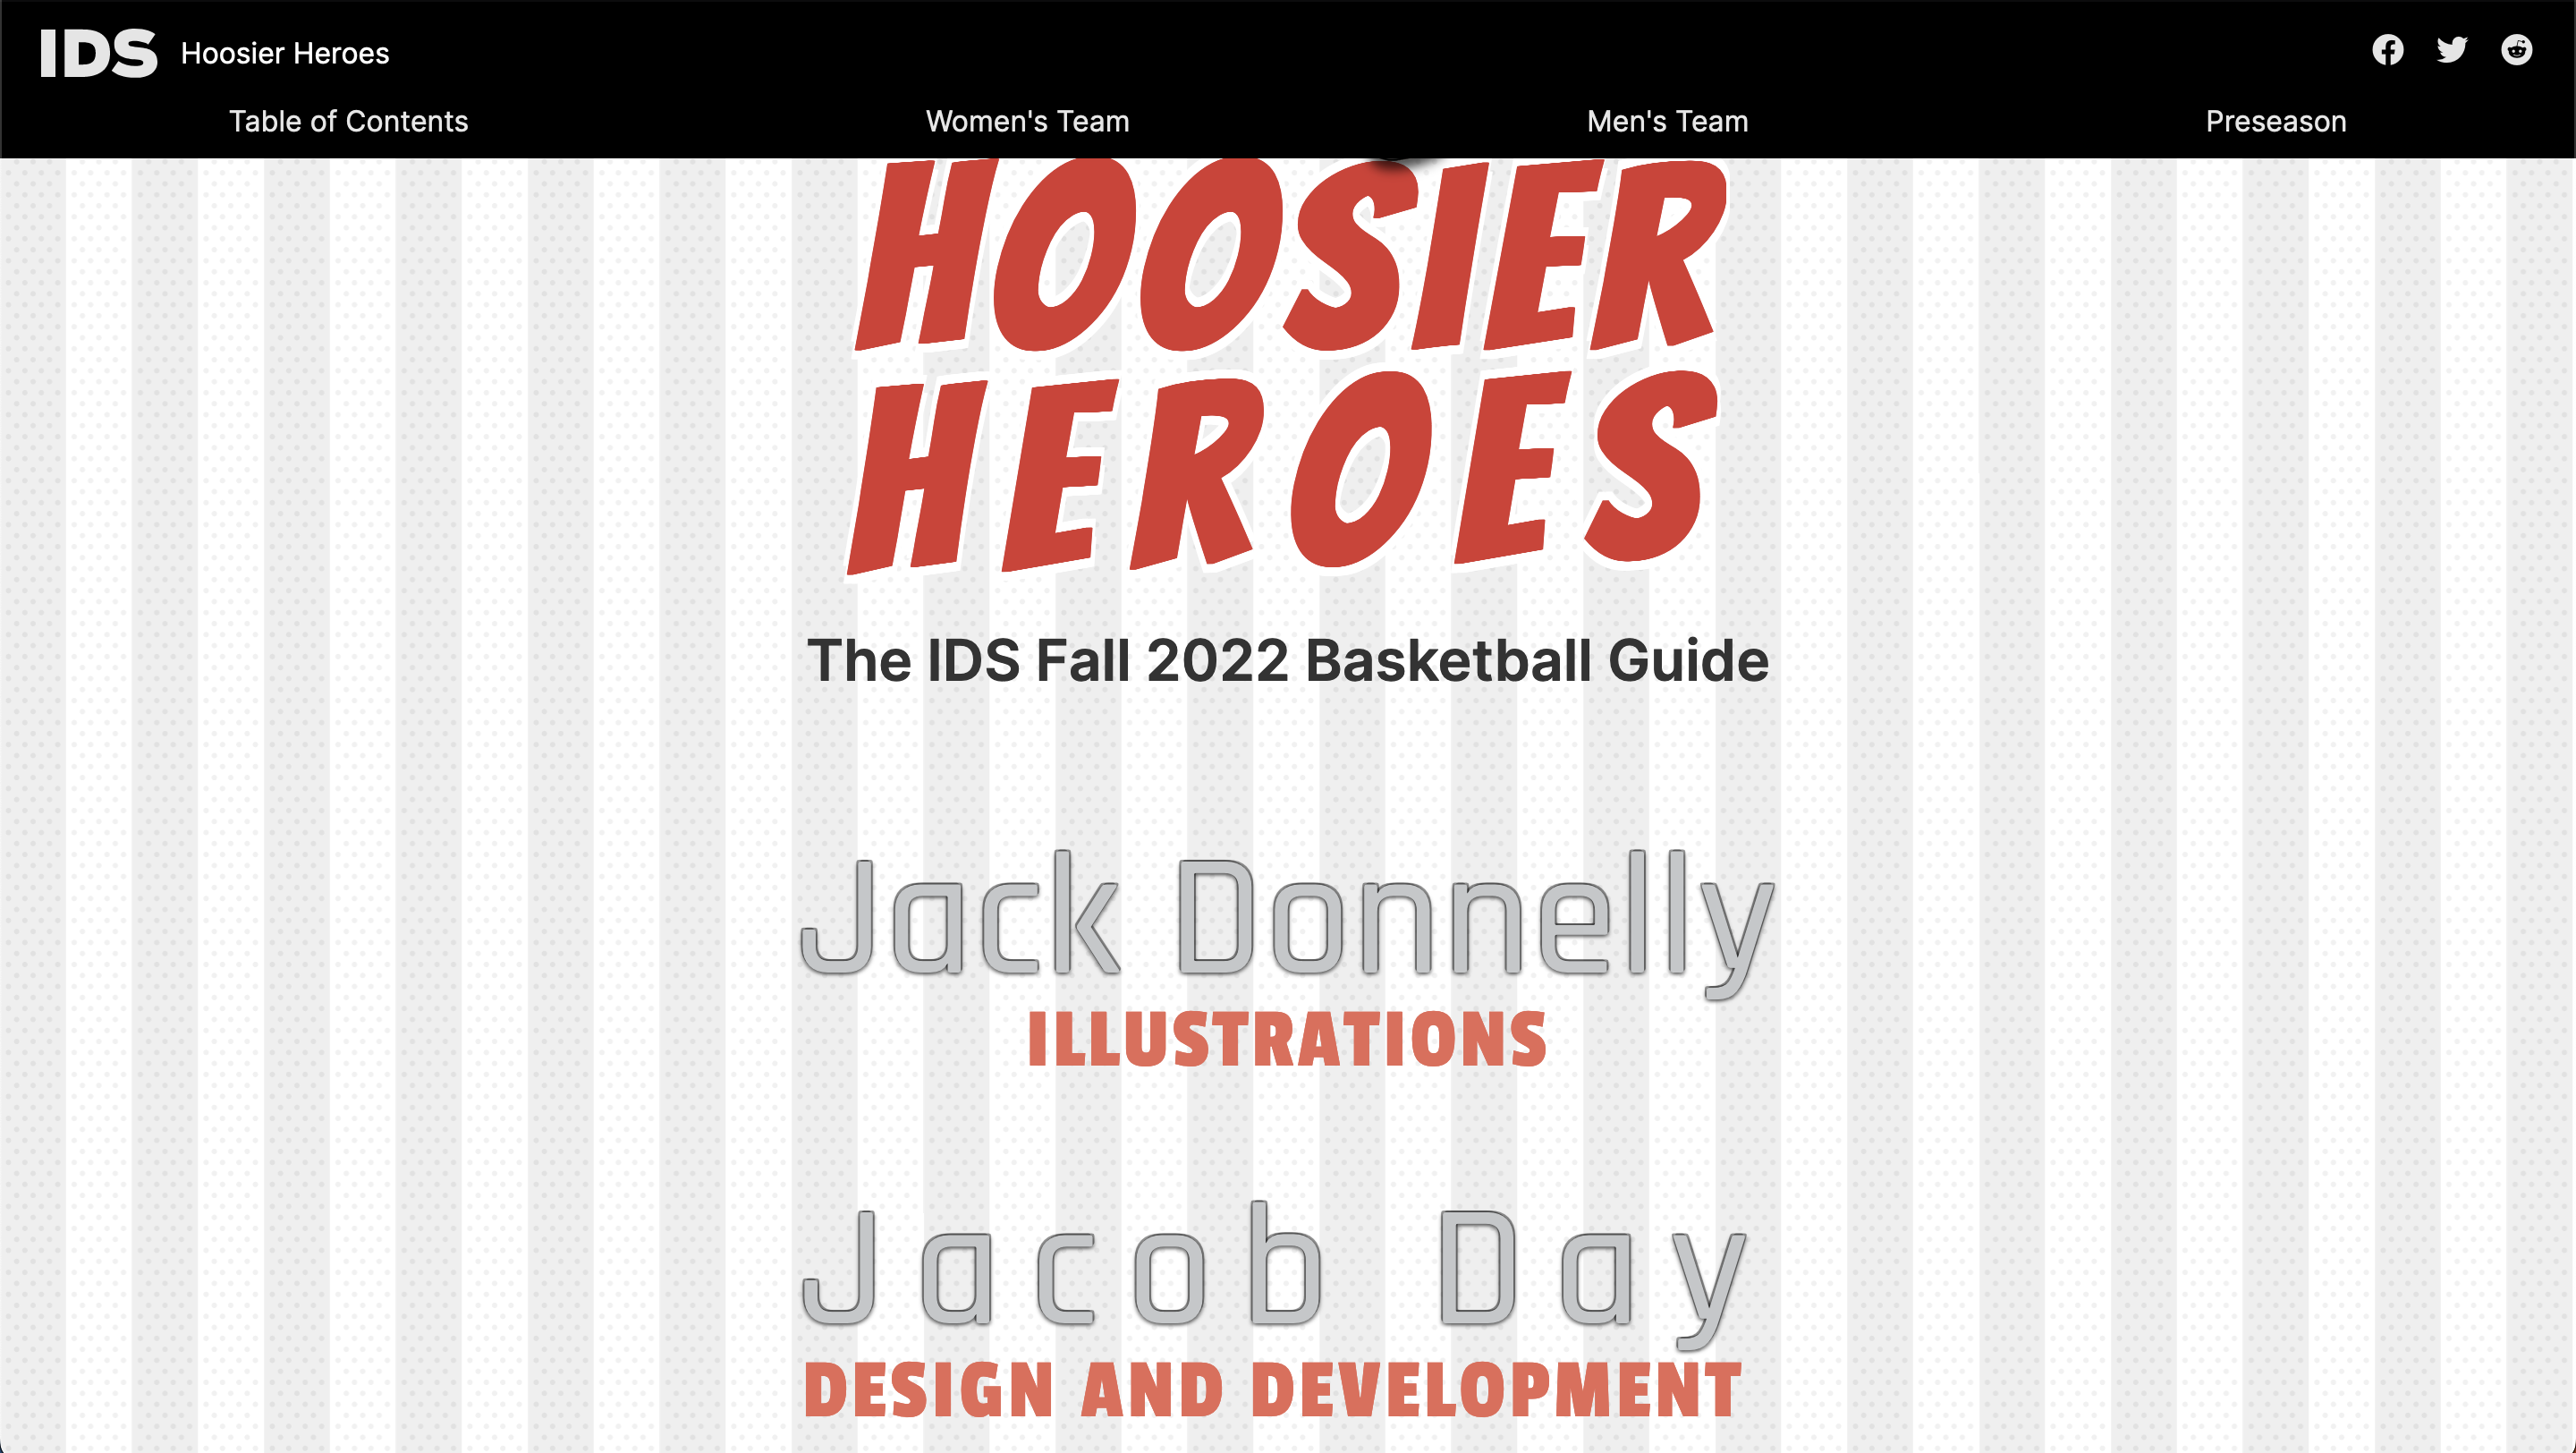 IDS Hoosier Heroes
Table of Contents Women's Team Men's Team Preseason
HOOSIER
HEROES
The IDS Fall 2022 Basketball Guide
Jack Donnelly
ILLUSTRATIONS
Jacob Day
DESIGN AND DEVELOPMENT